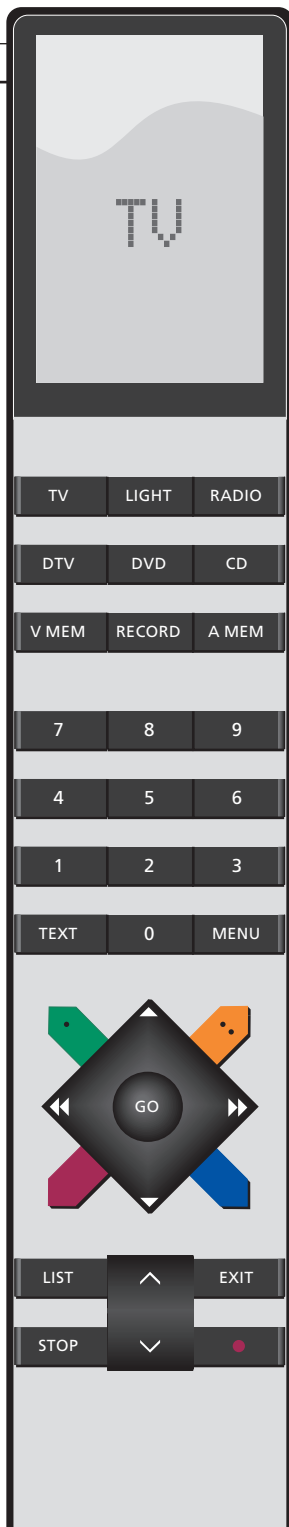 TV
TV LIGHT RADIO
DTV DVD CD
V MEM RECORD A MEM
7 8 9
4 5 6
1 2 3
TEXT 0 MENU
GO
LIST EXIT
STOP